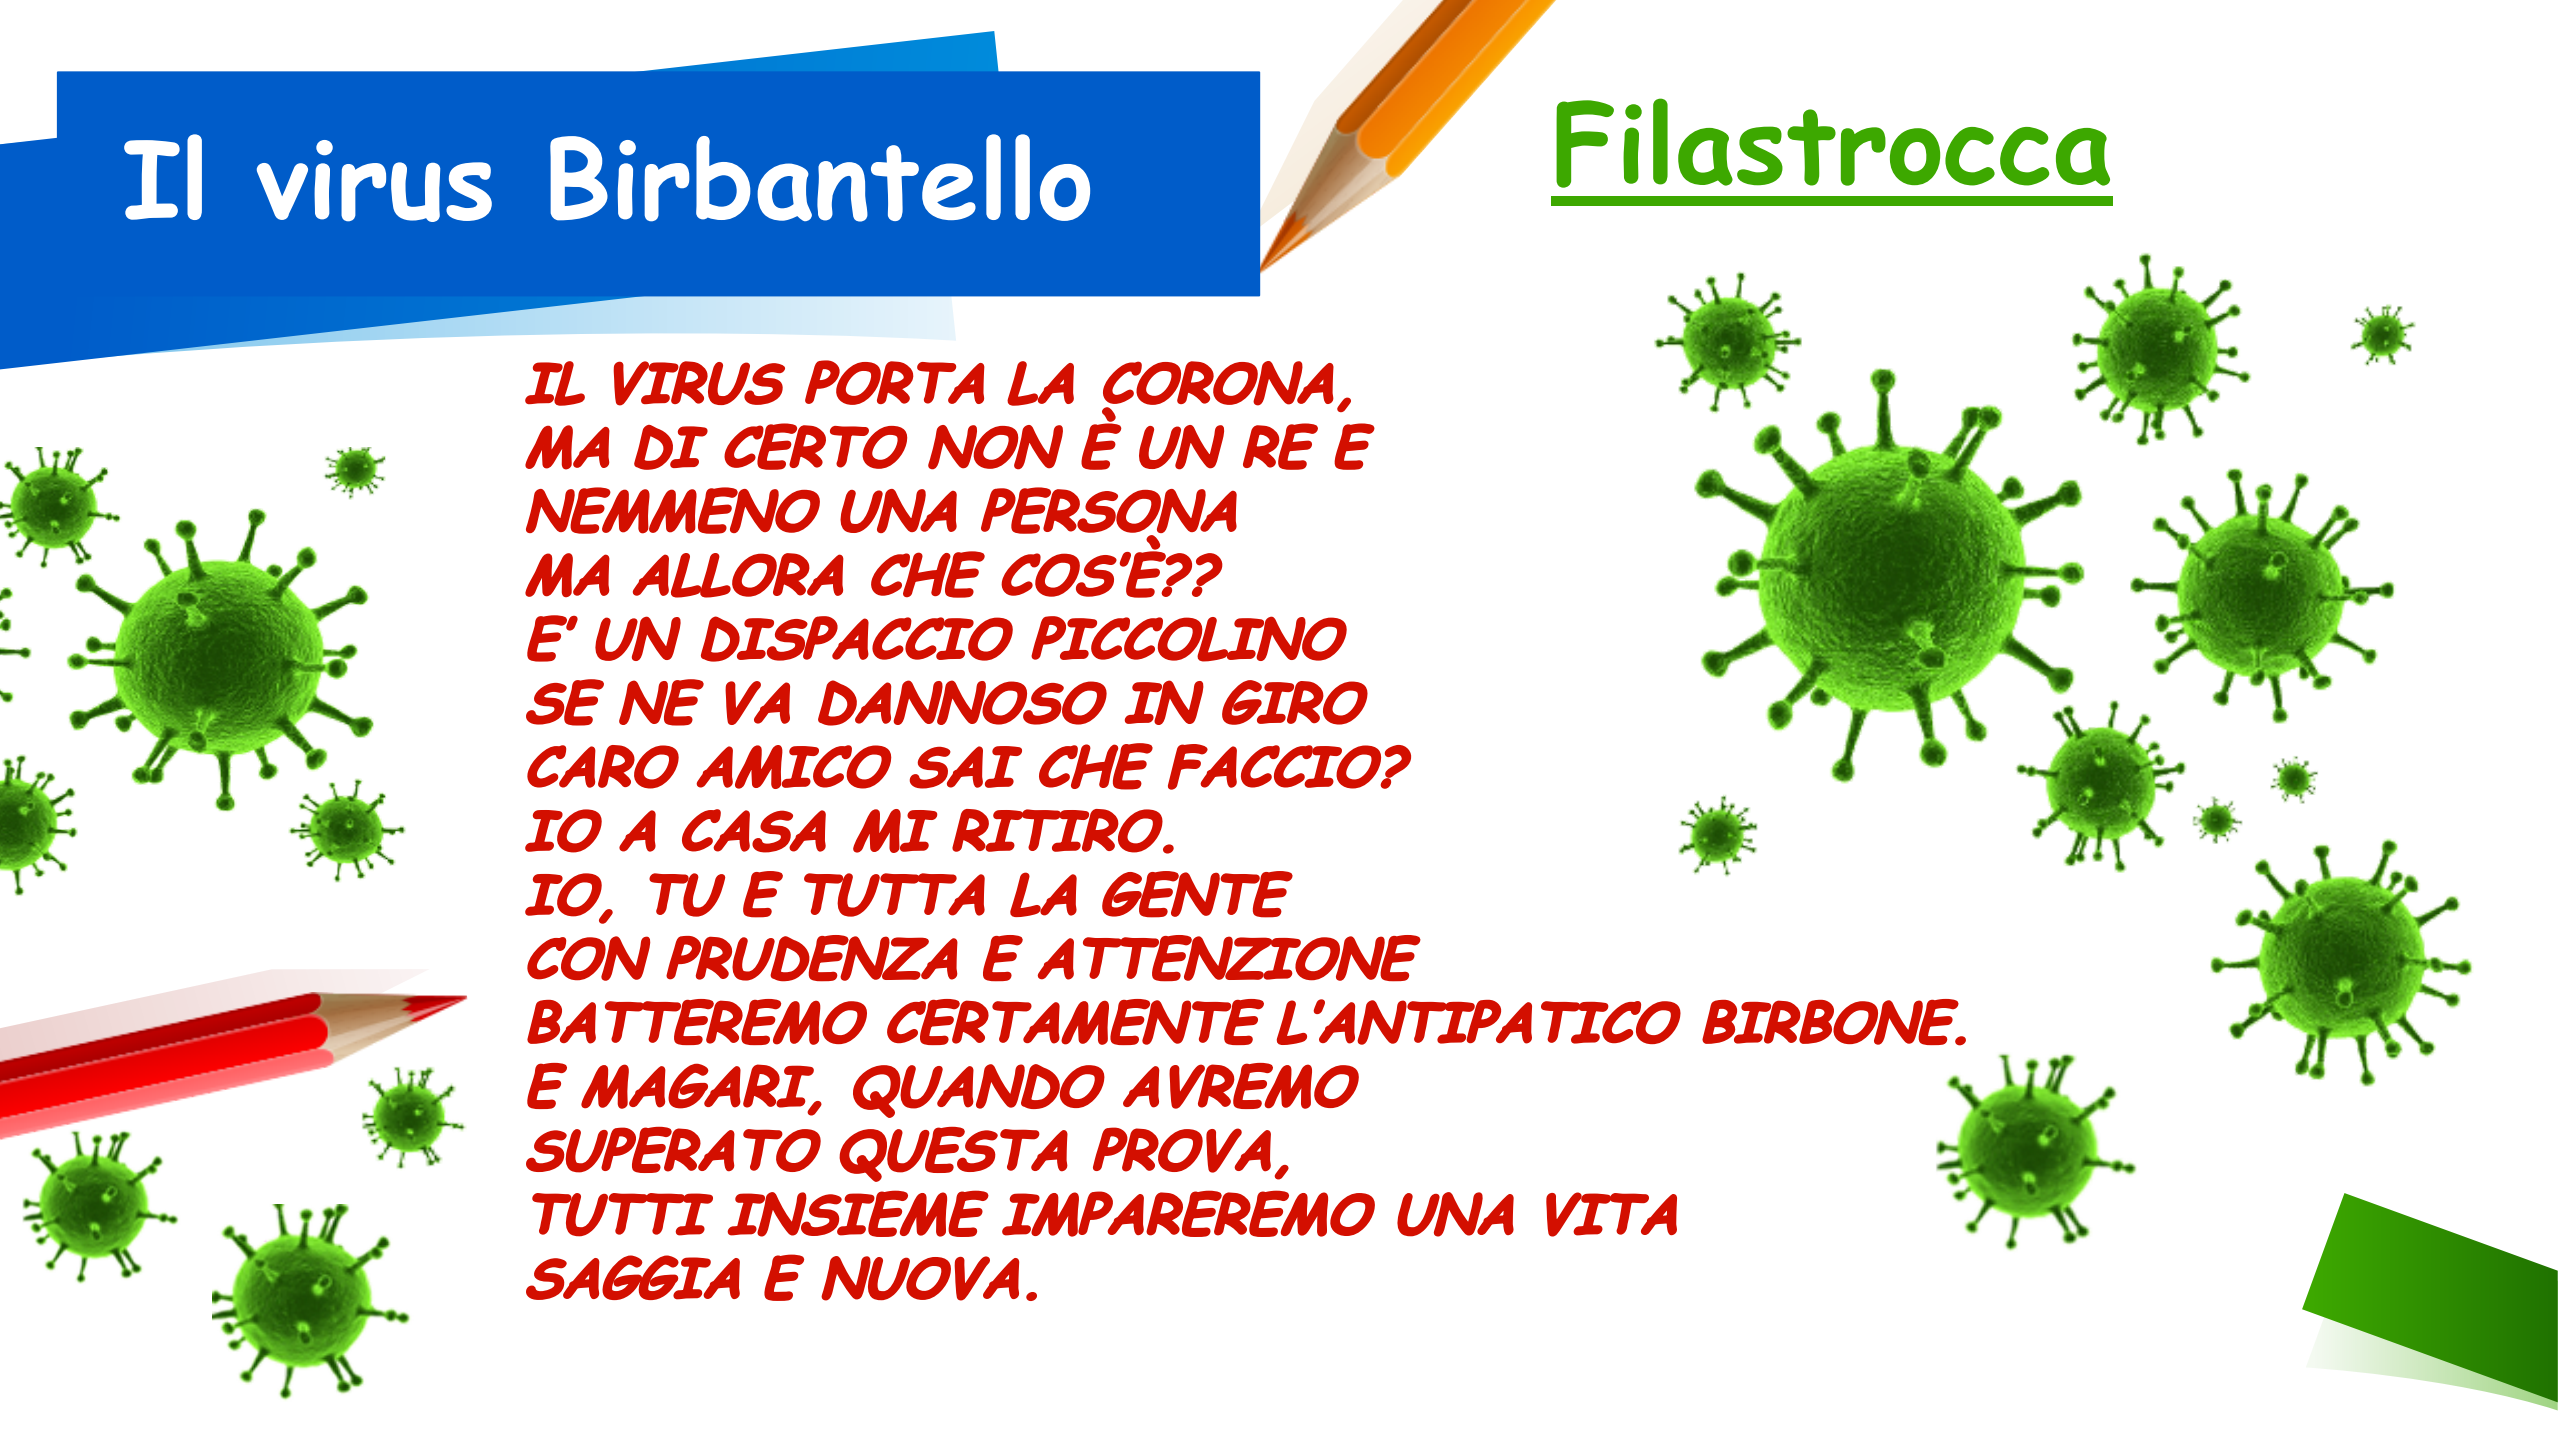 Il virus Birbantello
Filastrocca
IL VIRUS PORTA LA CORONA,
MA DI CERTO NON È UN RE E
NEMMENO UNA PERSONA
MA ALLORA CHE COS'È??
E' UN DISPACCIO PICCOLINO
SE NE VA DANNOSO IN GIRO
CARO AMICO SAI CHE FACCIO?
IO A CASA MI RITIRO.
IO, TU E TUTTA LA GENTE
CON PRUDENZA E ATTENZIONE
BATTEREMO CERTAMENTE L'ANTIPATICO BIRBONE.
E MAGARI, QUANDO AVREMO
SUPERATO QUESTA PROVA,
TUTTI INSIEME IMPAREREMO UNA VITA
SAGGIA E NUOVA.